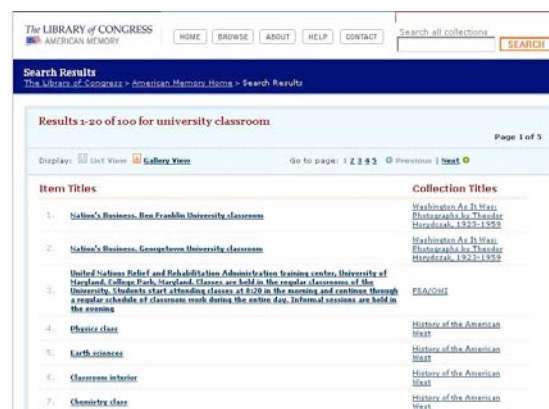 The LIBRARY of CONGRESS
AMERICAN MEMORY
HOME BROWSE ABOUT HELP CONTACT
Search all collections
SEARCH
Search Results
The Library of Congress > American Memory Home > Search Results
Results 1-20 of 100 for university classroom
Page 1 of 5
Display: List View Gallery View Go to page: 1 2 3 4 5 Previous | Next
Item Titles Collection Titles
1. Nation's Business. Ben Franklin University classroom
Washington As It Was:
Photographs by Theodor
Horydczak, 1923-1959
2. Nation's Business. Georgetown University classroom
Washington As It Was:
Photographs by Theodor
Horydczak, 1923-1959
3. United Nations Relief and Rehabilitation Administration training center, University of
Maryland, College Park, Maryland. Classes are held in the regular classrooms of the
University. Students start attending classes at 8:20 in the morning and continue through
a regular schedule of classroom work during the entire day. Informal sessions are held in
the evening
FSA/OWI
4. Physics class
History of the American
West
5. Earth sciences
History of the American
West
6. Classroom interior
History of the American
West
7. Chemistry class
History of the American
West